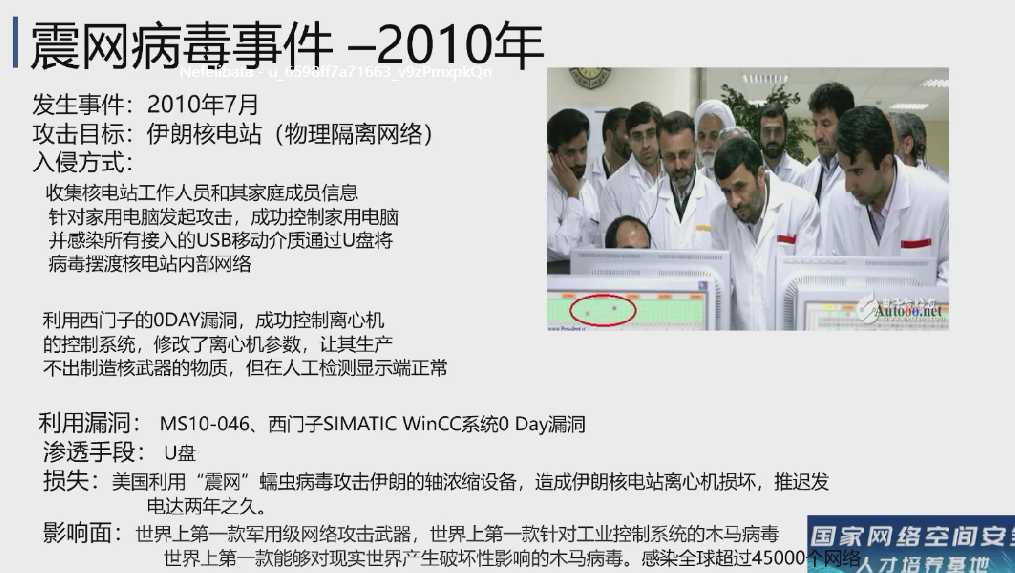 震网病毒事件 –2010年
Nefelibata - u_6598ff7a71663_v9zPmxpkQn
发生事件：2010年7月
攻击目标：伊朗核电站（物理隔离网络）
入侵方式：
收集核电站工作人员和其家庭成员信息
针对家用电脑发起攻击，成功控制家用电脑
并感染所有接入的USB移动介质通过U盘将
病毒摆渡核电站内部网络
利用西门子的0DAY漏洞，成功控制离心机
的控制系统，修改了离心机参数，让其生产
不出制造核武器的物质，但在人工检测显示端正常
Autobo.net
利用漏洞： MS10-046、西门子SIMATIC WinCC系统0 Day漏洞
渗透手段： U盘
损失：美国利用“震网”蠕虫病毒攻击伊朗的轴浓缩设备，造成伊朗核电站离心机损坏，推迟发
电达两年之久。
影响面：世界上第一款军用级网络攻击武器，世界上第一款针对工业控制系统的木马病毒
世界上第一款能够对现实世界产生破坏性影响的木马病毒。感染全球超过45000个网络
国家网络空间安
人才培养基地